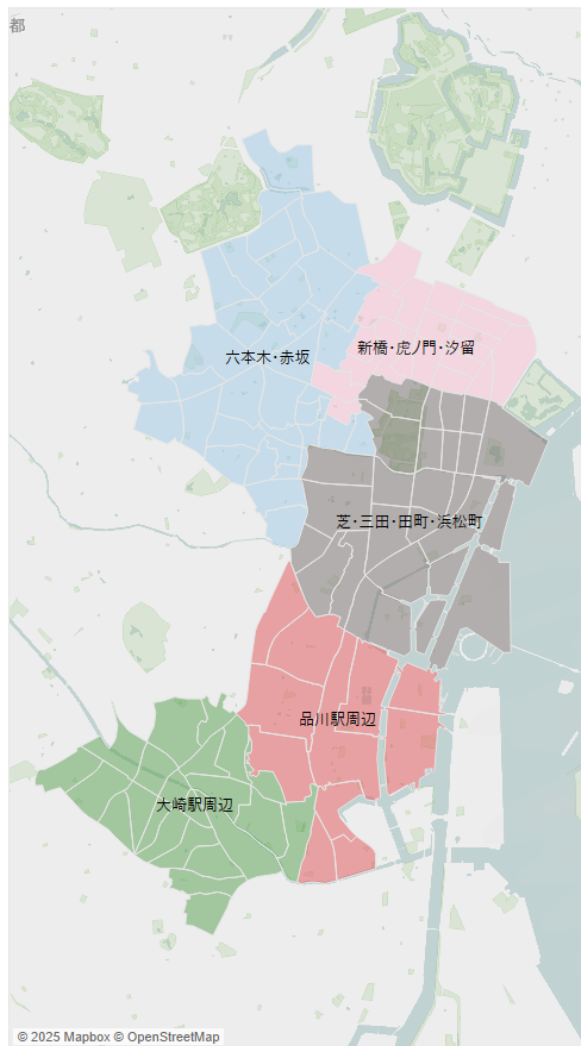 都
六本木・赤坂
新橋・虎ノ門・汐留
芝・三田・田町・浜松町
品川駅周辺
大崎駅周辺
© 2025 Mapbox © OpenStreetMap